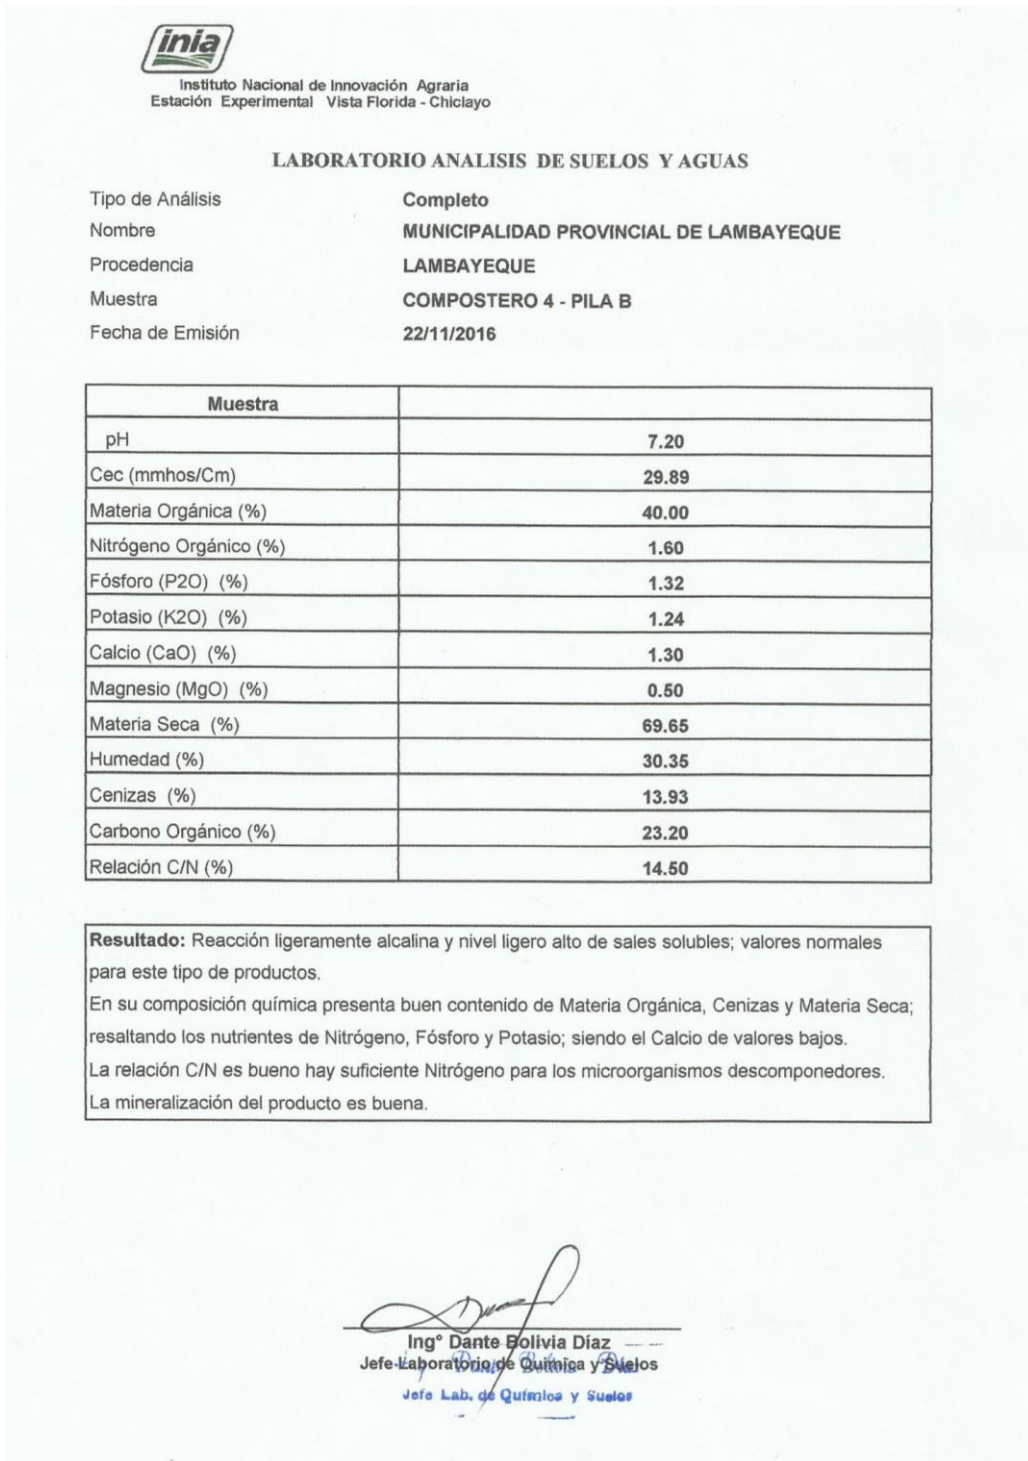 inia
Instituto Nacional de Innovación Agraria
Estación Experimental Vista Florida - Chiclayo
LABORATORIO ANALISIS DE SUELOS Y AGUAS
Tipo de Análisis Completo
Nombre MUNICIPALIDAD PROVINCIAL DE LAMBAYEQUE
Procedencia LAMBAYEQUE
Muestra COMPOSTERO 4 - PILA B
Fecha de Emisión 22/11/2016
Muestra
pH 7.20
Cec (mmhos/Cm) 29.89
Materia Orgánica (%) 40.00
Nitrógeno Orgánico (%) 1.60
Fósforo (P2O) (%) 1.32
Potasio (K2O) (%) 1.24
Calcio (CaO) (%) 1.30
Magnesio (MgO) (%) 0.50
Materia Seca (%) 69.65
Humedad (%) 30.35
Cenizas (%) 13.93
Carbono Orgánico (%) 23.20
Relación C/N (%) 14.50
Resultado: Reacción ligeramente alcalina y nivel ligero alto de sales solubles; valores normales
para este tipo de productos.
En su composición química presenta buen contenido de Materia Orgánica, Cenizas y Materia Seca;
resaltando los nutrientes de Nitrógeno, Fósforo y Potasio; siendo el Calcio de valores bajos.
La relación C/N es bueno hay suficiente Nitrógeno para los microorganismos descomponedores.
La mineralización del producto es buena.
Ing° Dante Bolivia Díaz
Jefe-Laboratorio de Química y Suelos
Jefe Lab. de Química y Suelos